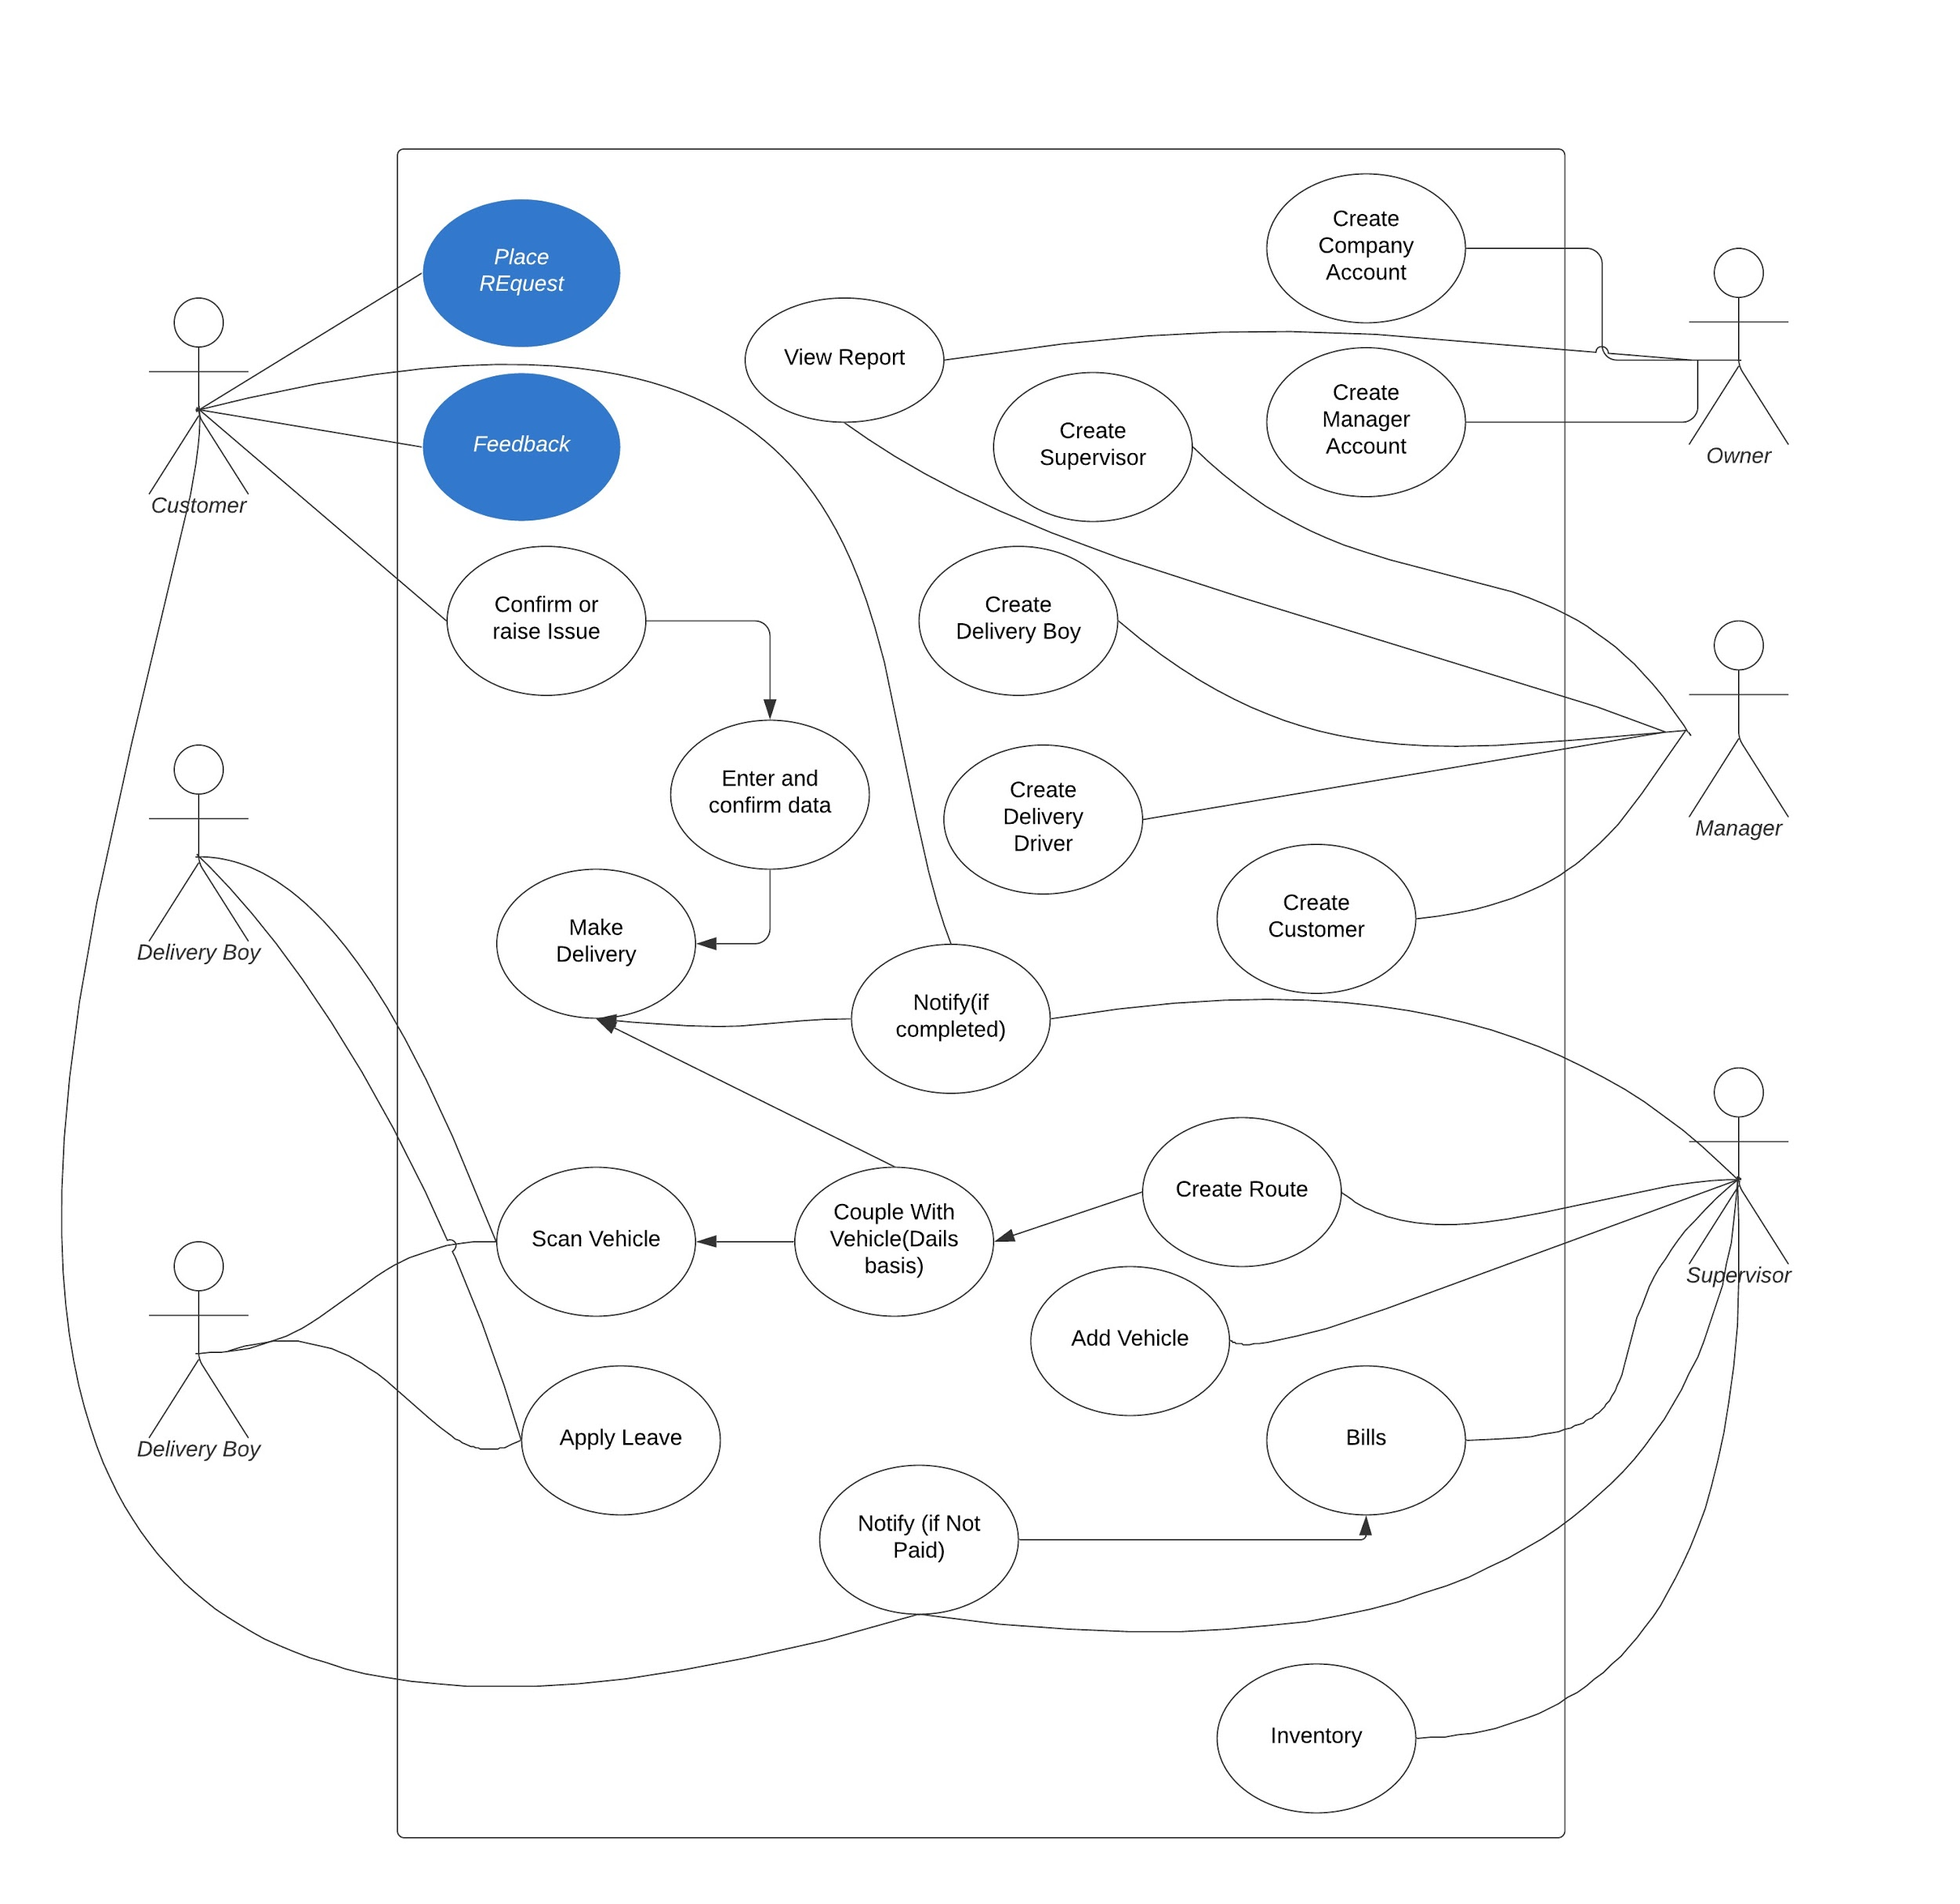 Create
Company
Account
Place
REquest
View Report
Create
Manager
Account
Create
Supervisor
Feedback
Owner
Customer
Confirm or
raise Issue
Create
Delivery Boy
Enter and
confirm data
Create
Delivery
Driver
Manager
Make
Delivery
Create
Customer
Delivery Boy
Notify(if
completed)
Create Route
Scan Vehicle
Couple With
Vehicle(Dails
basis)
Supervisor
Add Vehicle
Delivery Boy
Apply Leave
Bills
Notify (if Not
Paid)
Inventory